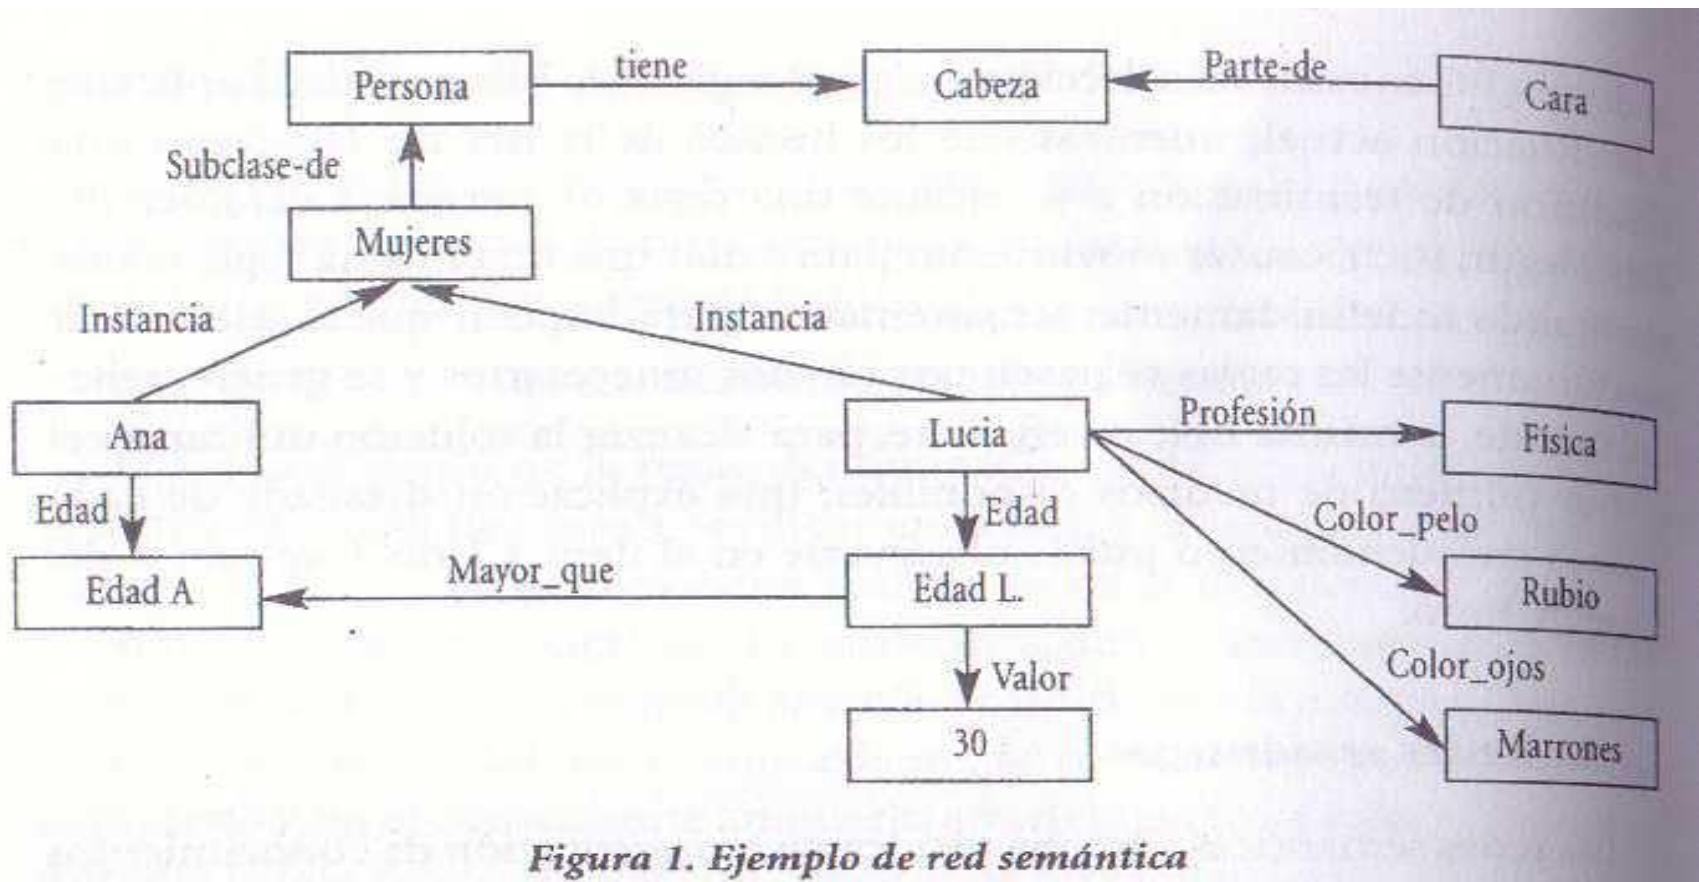 Persona
tiene
Cabeza
Parte-de
Cara
Subclase-de
Mujeres
Instancia
Instancia
Ana
Lucia
Profesión
Física
Edad
Edad
Color_pelo
Edad A
Mayor_que
Edad L.
Rubio
Valor
Color_ojos
30
Marrones
Figura 1. Ejemplo de red semántica